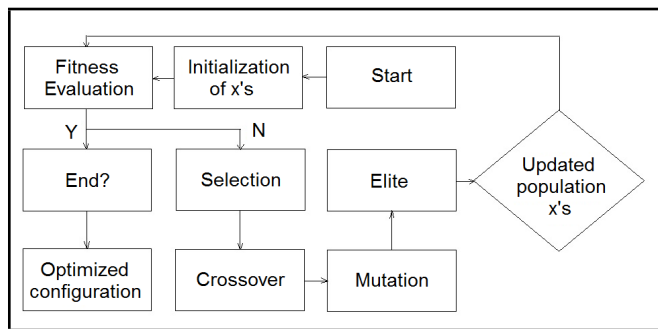 Fitness
Evaluation
Initialization
of x's
Start
Y
N
End?
Selection
Elite
Updated
population
x's
Optimized
configuration
Crossover
Mutation